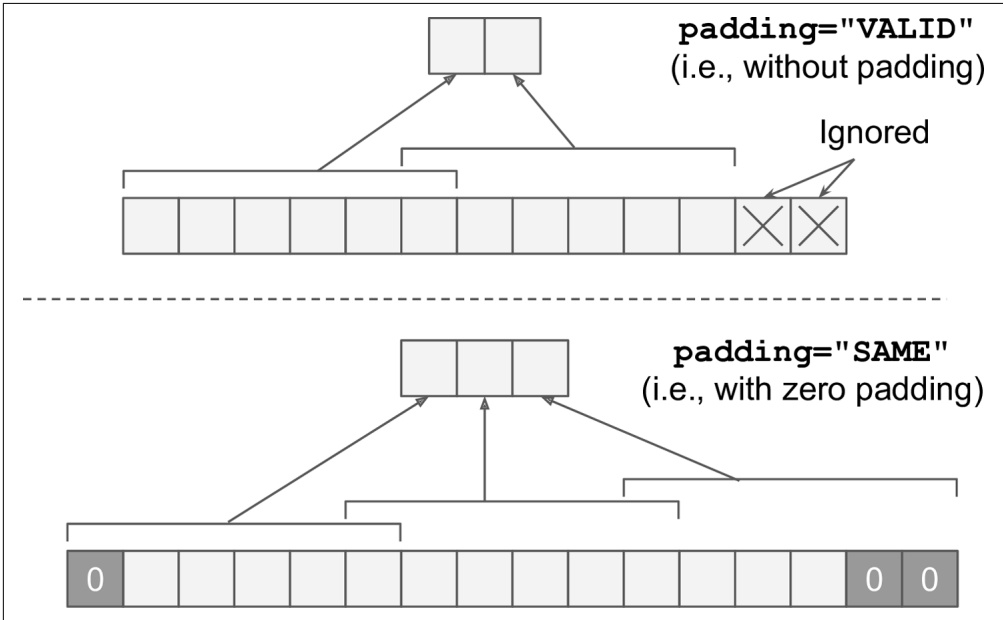 padding="VALID"
(i.e., without padding)
Ignored
padding="SAME"
(i.e., with zero padding)
0 0 0